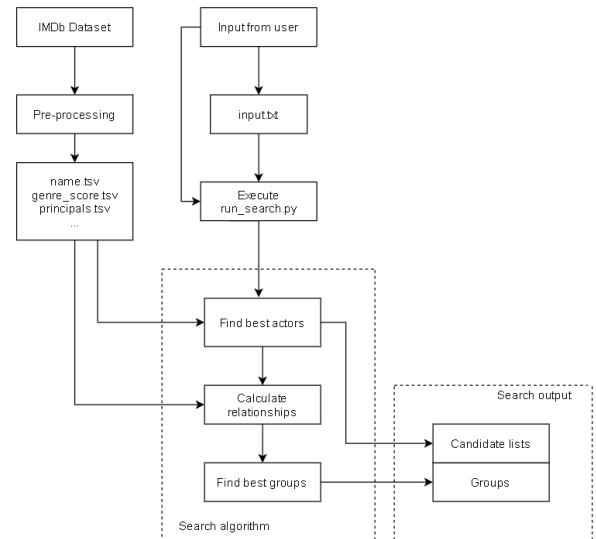 IMDb Dataset
Input from user
Pre-processing
input.txt
name.tsv
genre_score.tsv
principals.tsv
...
Execute
run_search.py
Find best actors
Calculate
relationships
Search output
Candidate lists
Find best groups
Groups
Search algorithm